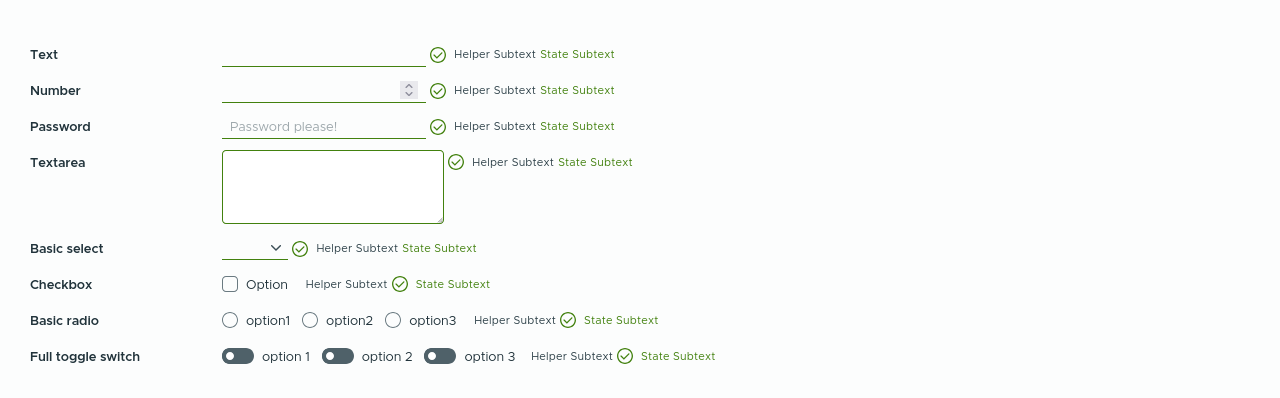 Text Helper Subtext State Subtext
Number Helper Subtext State Subtext
Password Password please! Helper Subtext State Subtext
Textarea Helper Subtext State Subtext
Basic select Helper Subtext State Subtext
Checkbox Option Helper Subtext State Subtext
Basic radio option1 option2 option3 Helper Subtext State Subtext
Full toggle switch option 1 option 2 option 3 Helper Subtext State Subtext